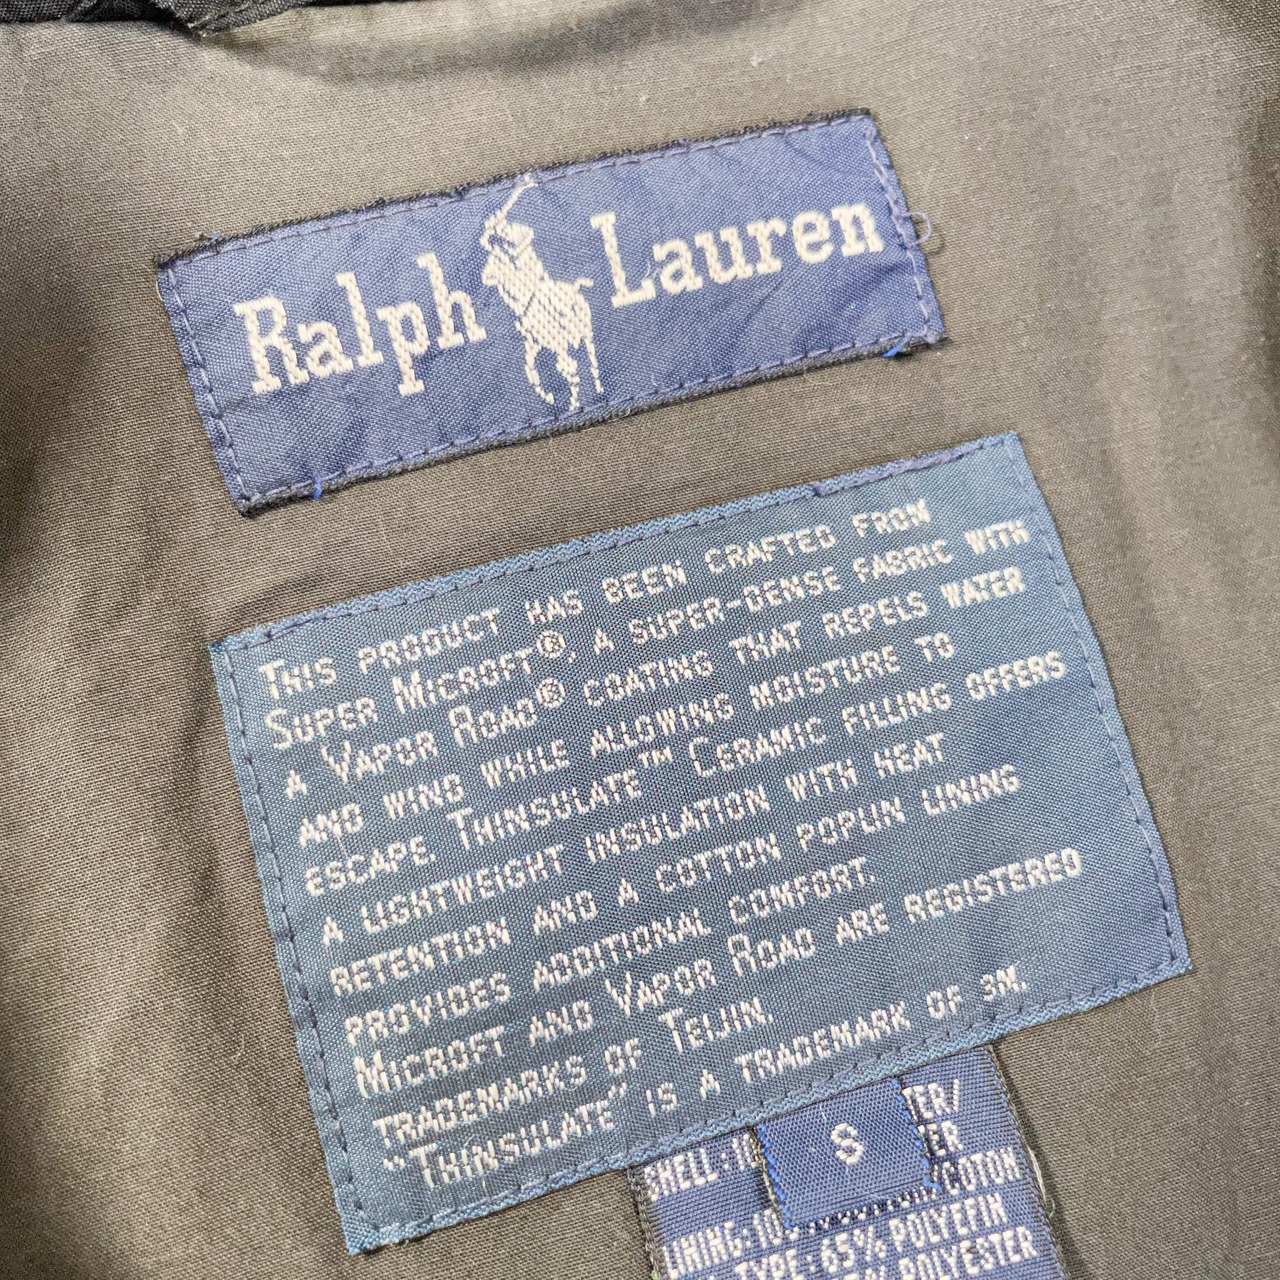 Ralph Lauren
THIS PRODUCT HAS BEEN CRAFTED FROM
SUPER MICROFT®, A SUPER-DENSE FABRIC WITH
A VAPOR ROAD® COATING THAT REPELS WATER
AND WIND WHILE ALLOWING MOISTURE TO
ESCAPE THINSULATE™ CERAMIC FILLING OFFERS
A LIGHTWEIGHT INSULATION WITH HEAT
RETENTION AND A COTTON POPLIN LINING
PROVIDES ADDITIONAL COMFORT.
MICROFT AND VAPOR ROAD ARE REGISTERED
TRADEMARKS OF TEIJIN.
"THINSULATE" IS A TRADEMARK OF 3M.
S
SHELL:
LINING:
/COTON
TYPE: 65% POLYEFIN
POLYESTER